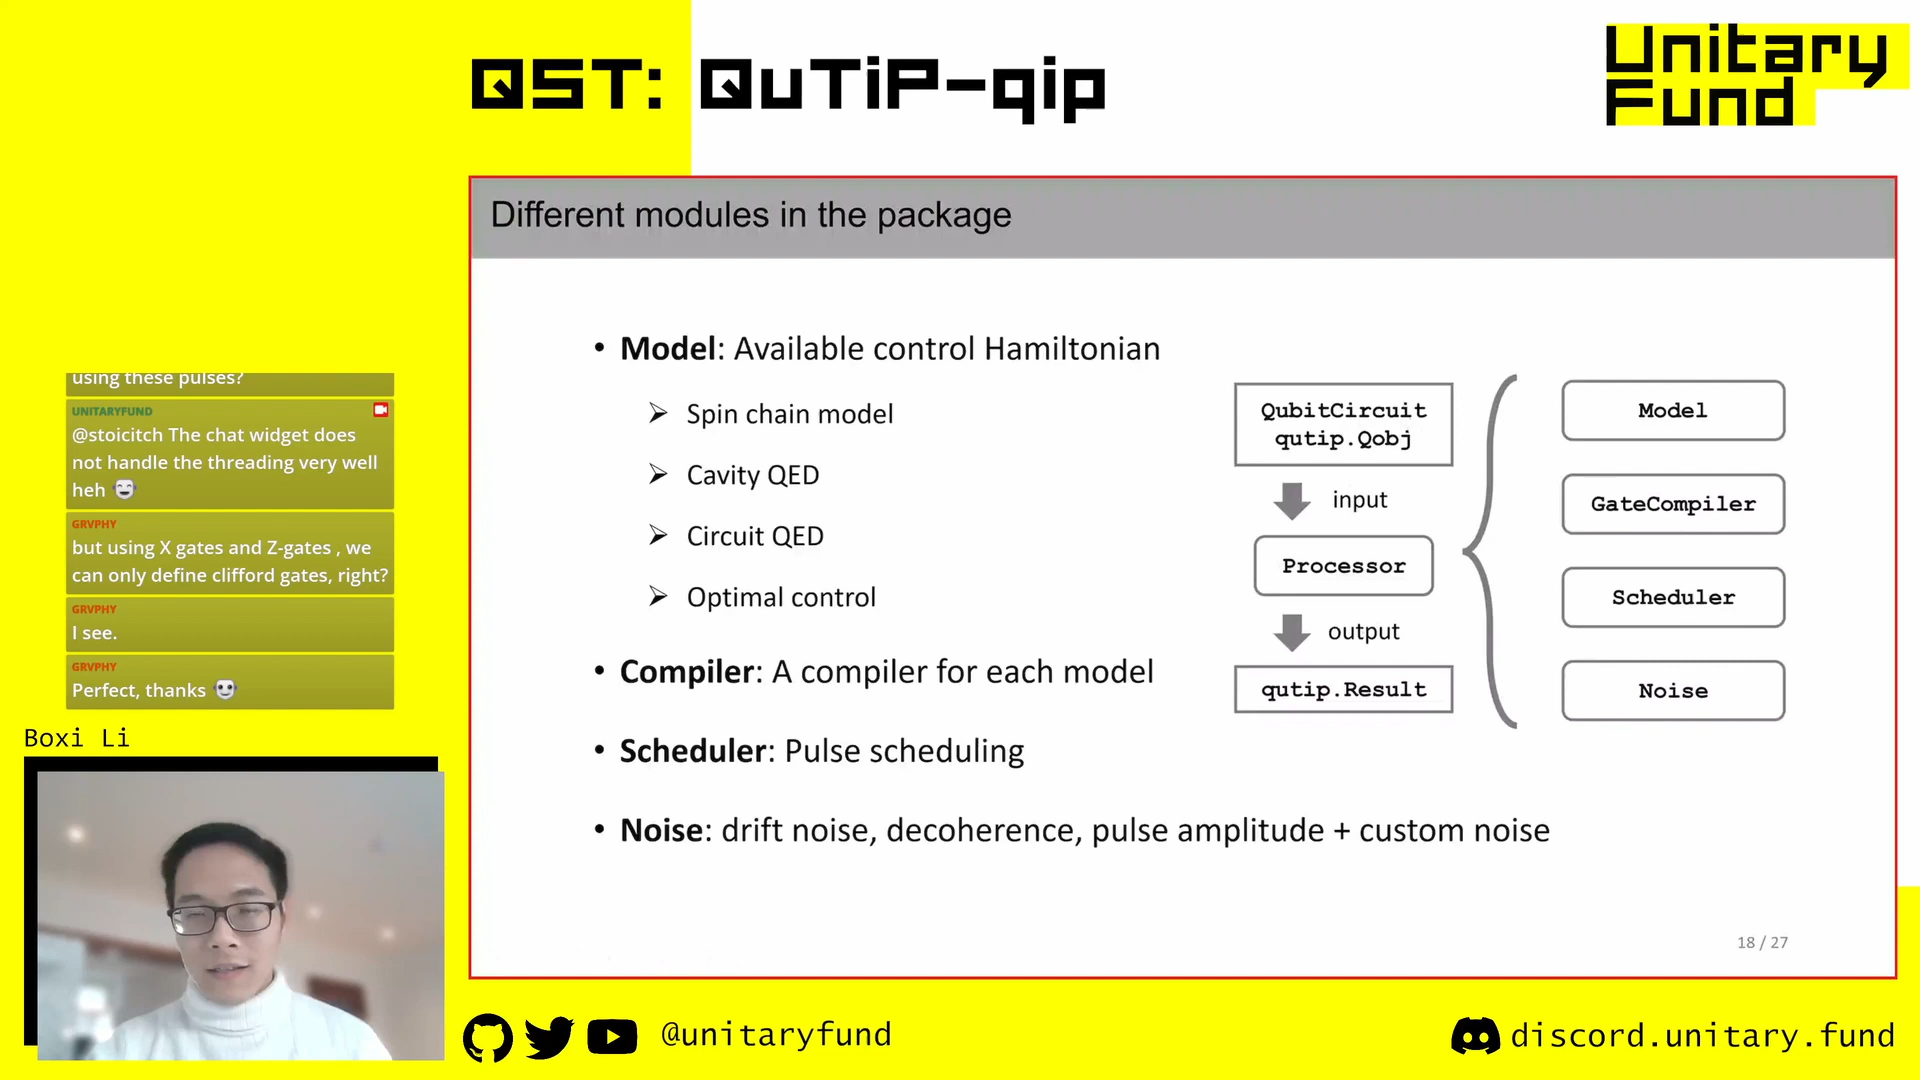 QST: QuTiP-qip
Unitary
Fund
Different modules in the package
• Model: Available control Hamiltonian
➢ Spin chain model
➢ Cavity QED
➢ Circuit QED
➢ Optimal control
• Compiler: A compiler for each model
• Scheduler: Pulse scheduling
• Noise: drift noise, decoherence, pulse amplitude + custom noise
QubitCircuit
qutip.Qobj
input
Processor
output
qutip.Result
Model
GateCompiler
Scheduler
Noise
18 / 27
using these pulses?
UNITARYFUND
@stoicitch The chat widget does
not handle the threading very well
heh
GRVPHY
but using X gates and Z-gates , we
can only define clifford gates, right?
GRVPHY
I see.
GRVPHY
Perfect, thanks
Boxi Li
@unitaryfund
discord.unitary.fund